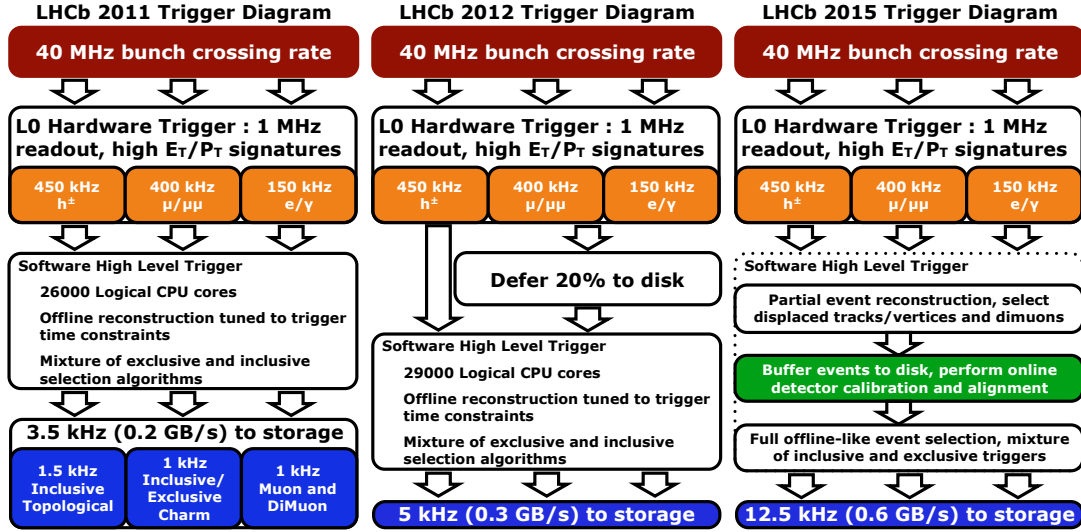 LHCb 2011 Trigger Diagram
40 MHz bunch crossing rate
L0 Hardware Trigger : 1 MHz
readout, high E_T/P_T signatures
450 kHz
h±
400 kHz
μ/μμ
150 kHz
e/γ
Software High Level Trigger
26000 Logical CPU cores
Offline reconstruction tuned to trigger
time constraints
Mixture of exclusive and inclusive
selection algorithms
3.5 kHz (0.2 GB/s) to storage
1.5 kHz
Inclusive
Topological
1 kHz
Inclusive/
Exclusive
Charm
1 kHz
Muon and
DiMuon
LHCb 2012 Trigger Diagram
40 MHz bunch crossing rate
L0 Hardware Trigger : 1 MHz
readout, high E_T/P_T signatures
450 kHz
h±
400 kHz
μ/μμ
150 kHz
e/γ
Defer 20% to disk
Software High Level Trigger
29000 Logical CPU cores
Offline reconstruction tuned to trigger
time constraints
Mixture of exclusive and inclusive
selection algorithms
5 kHz (0.3 GB/s) to storage
LHCb 2015 Trigger Diagram
40 MHz bunch crossing rate
L0 Hardware Trigger : 1 MHz
readout, high E_T/P_T signatures
450 kHz
h±
400 kHz
μ/μμ
150 kHz
e/γ
Software High Level Trigger
Partial event reconstruction, select
displaced tracks/vertices and dimuons
Buffer events to disk, perform online
detector calibration and alignment
Full offline-like event selection, mixture
of inclusive and exclusive triggers
12.5 kHz (0.6 GB/s) to storage